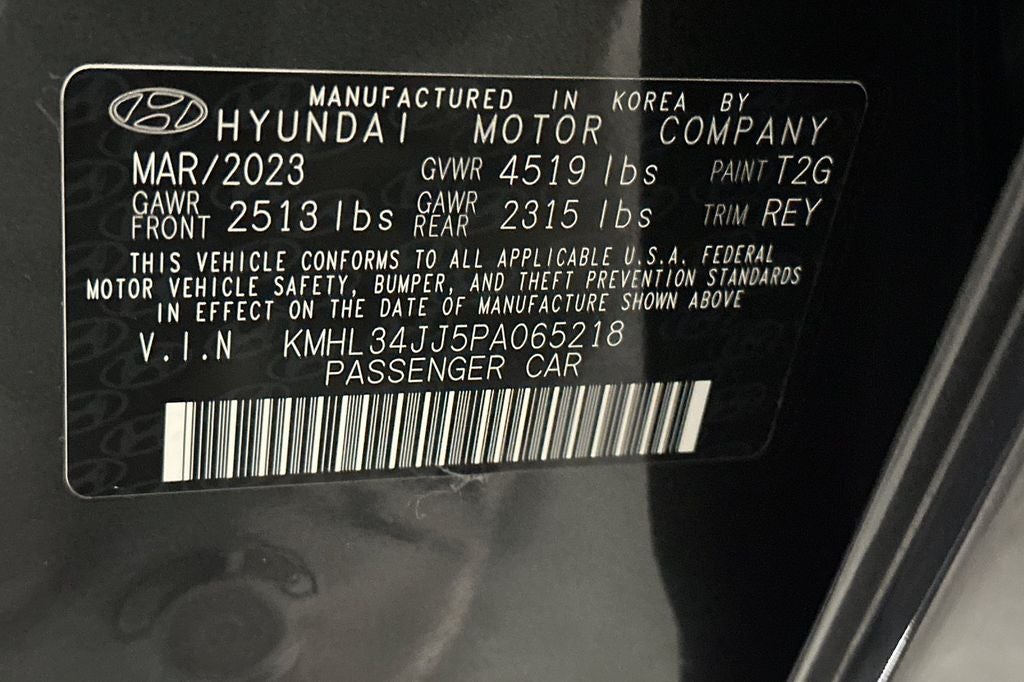 MANUFACTURED IN KOREA BY
HYUNDAI MOTOR COMPANY
MAR/2023 GVWR 4519 lbs PAINT T2G
GAWR FRONT 2513 lbs GAWR REAR 2315 lbs TRIM REY
THIS VEHICLE CONFORMS TO ALL APPLICABLE U.S.A. FEDERAL
MOTOR VEHICLE SAFETY, BUMPER, AND THEFT PREVENTION STANDARDS
IN EFFECT ON THE DATE OF MANUFACTURE SHOWN ABOVE
V.I.N KMHL34JJ5PA065218
PASSENGER CAR